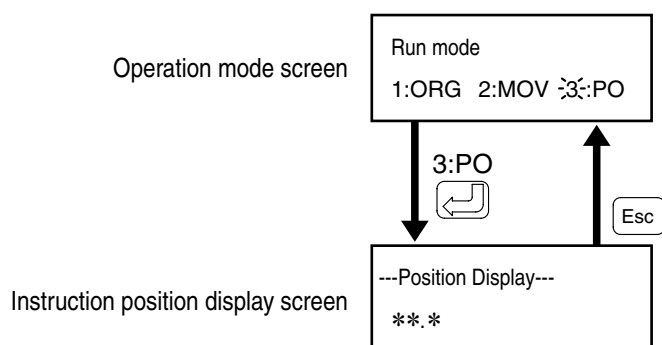 Operation mode screen
Run mode
1:ORG 2:MOV 3:PO
3:PO
Esc
---Position Display---
Instruction position display screen
**.*